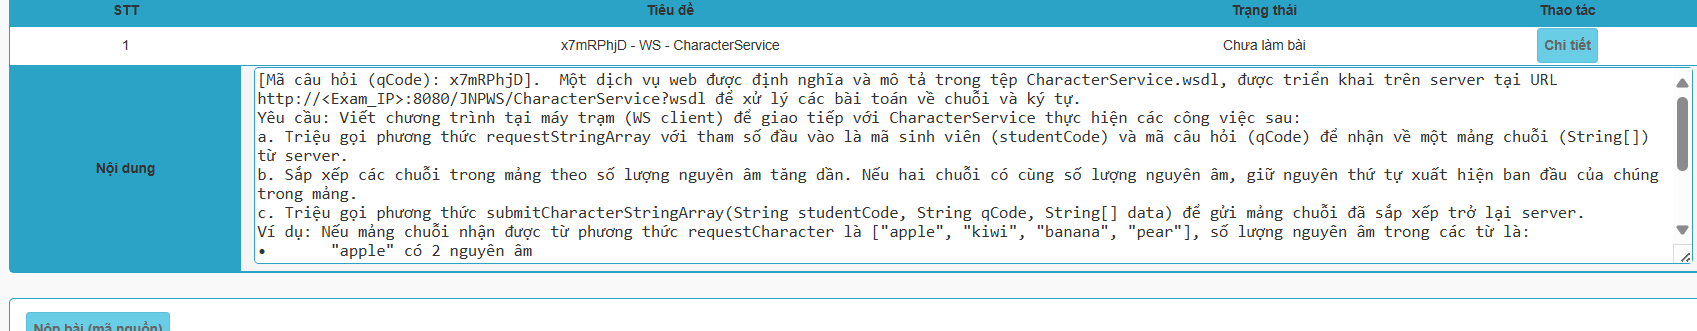 STT Tiêu đề Trạng thái Thao tác
1 x7mRPhjD - WS - CharacterService Chưa làm bài Chi tiết
Nội dung
[Mã câu hỏi (qCode): x7mRPhjD].  Một dịch vụ web được định nghĩa và mô tả trong tệp CharacterService.wsdl, được triển khai trên server tại URL
http://<Exam_IP>:8080/JNPWS/CharacterService?wsdl để xử lý các bài toán về chuỗi và ký tự.
Yêu cầu: Viết chương trình tại máy trạm (WS client) để giao tiếp với CharacterService thực hiện các công việc sau:
a. Triệu gọi phương thức requestStringArray với tham số đầu vào là mã sinh viên (studentCode) và mã câu hỏi (qCode) để nhận về một mảng chuỗi (String[])
từ server.
b. Sắp xếp các chuỗi trong mảng theo số lượng nguyên âm tăng dần. Nếu hai chuỗi có cùng số lượng nguyên âm, giữ nguyên thứ tự xuất hiện ban đầu của chúng
trong mảng.
c. Triệu gọi phương thức submitCharacterStringArray(String studentCode, String qCode, String[] data) để gửi mảng chuỗi đã sắp xếp trở lại server.
Ví dụ: Nếu mảng chuỗi nhận được từ phương thức requestCharacter là ["apple", "kiwi", "banana", "pear"], số lượng nguyên âm trong các từ là:
• "apple" có 2 nguyên âm
Nộp bài (mã nguồn)